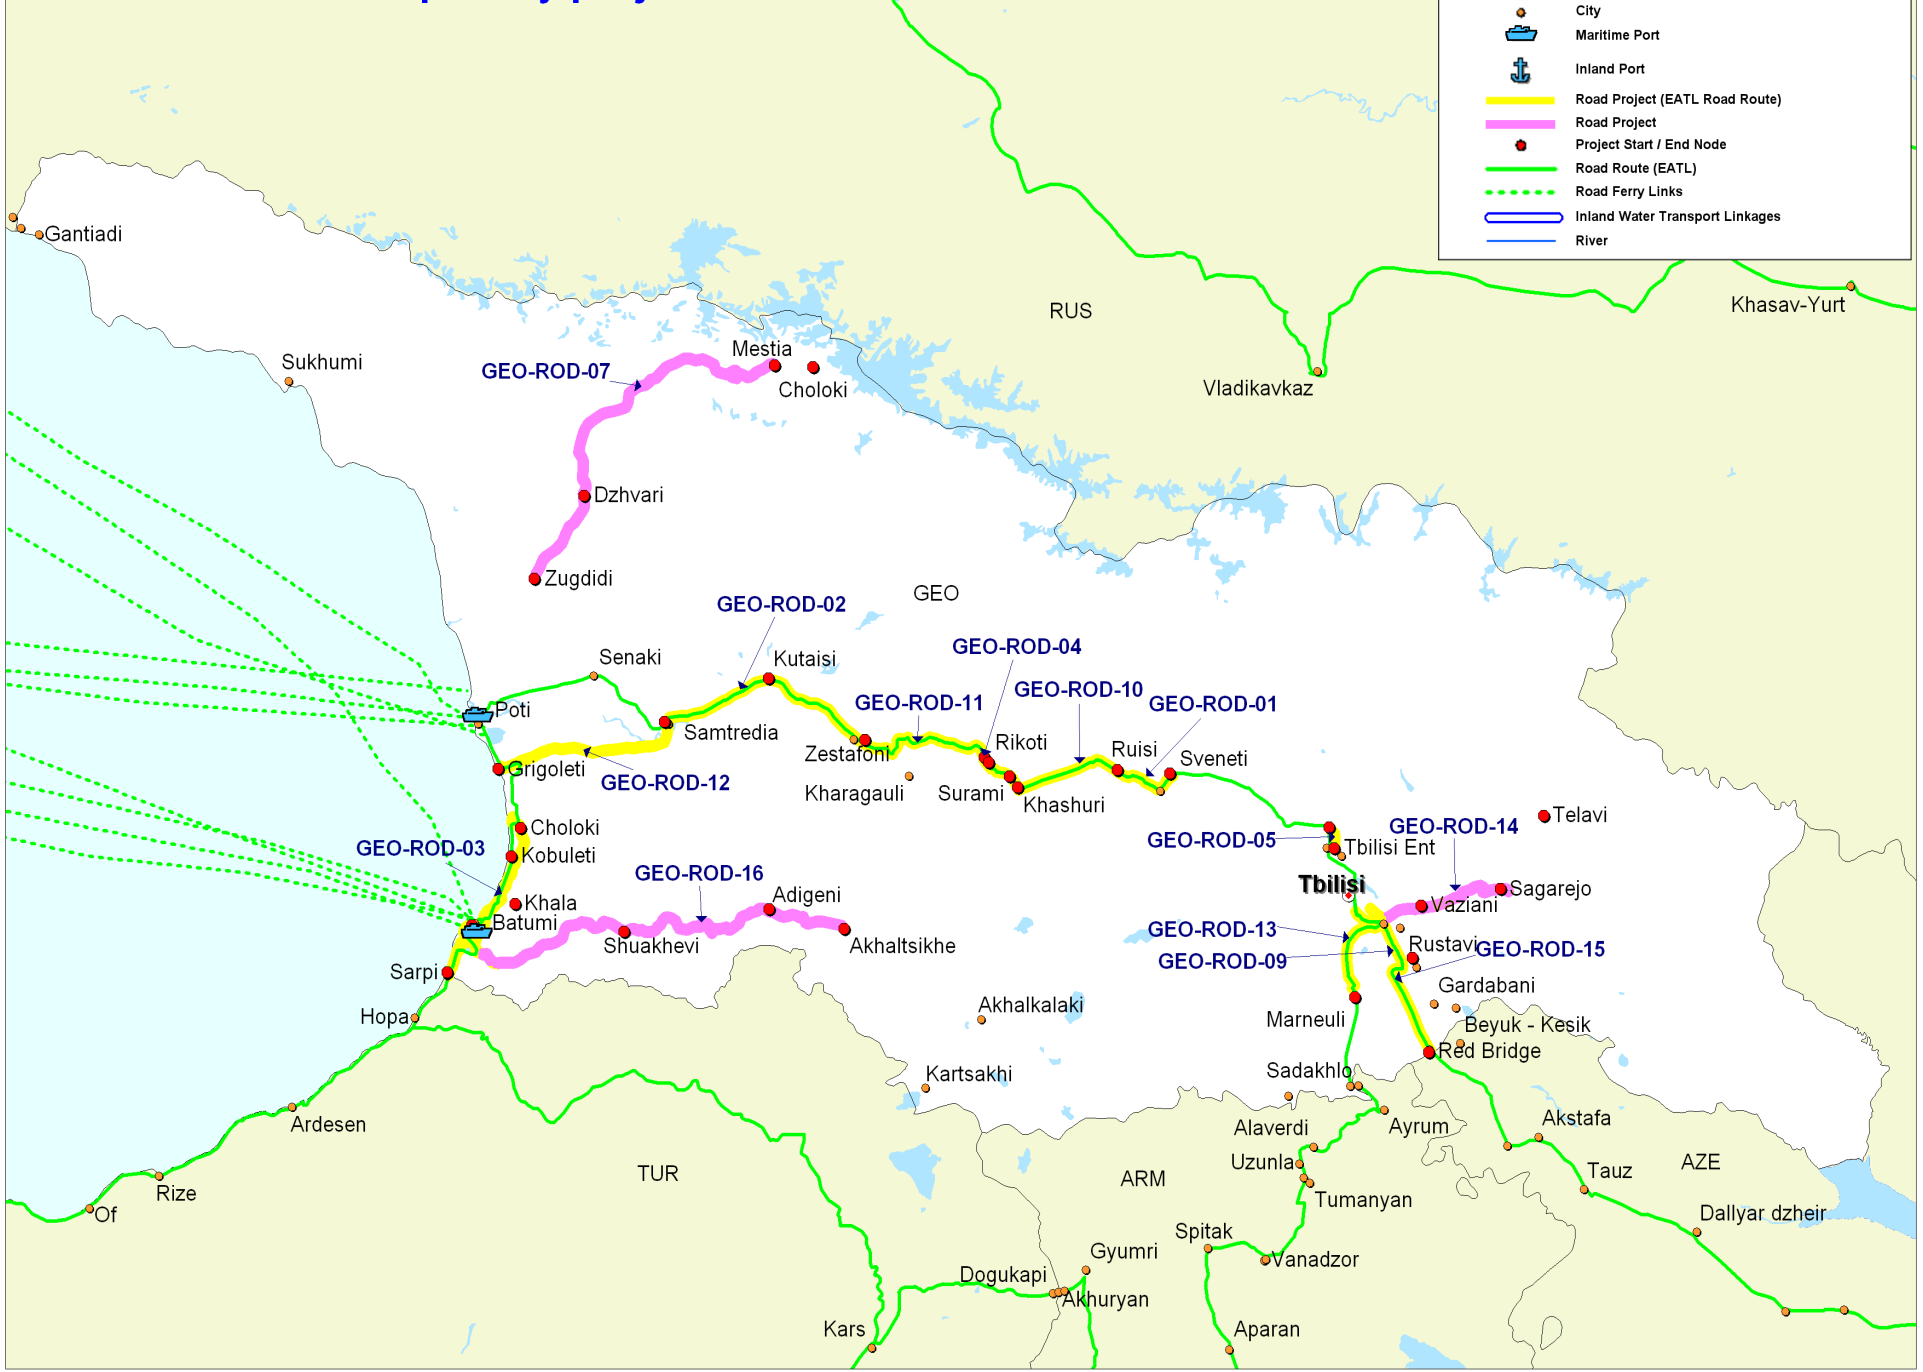 City
Maritime Port
Inland Port
Road Project (EATL Road Route)
Road Project
Project Start / End Node
Road Route (EATL)
Road Ferry Links
Inland Water Transport Linkages
River
Gantiadi
RUS
Khasav-Yurt
Sukhumi
Mestia
GEO-ROD-07
Choloki
Vladikavkaz
Dzhvari
Zugdidi
GEO
GEO-ROD-02
GEO-ROD-04
Senaki
Kutaisi
GEO-ROD-10
GEO-ROD-11
GEO-ROD-01
Poti
Samtredia
Rikoti
Ruisi
Zestafoni
Sveneti
Grigoleti
GEO-ROD-12
Kharagauli
Surami
Khashuri
Choloki
Telavi
GEO-ROD-14
GEO-ROD-05
GEO-ROD-03
Kobuleti
Tbilisi Ent
GEO-ROD-16
Tbilisi
Adigeni
Sagarejo
Khala
Vaziani
Batumi
GEO-ROD-13
Shuakhevi
Akhaltsikhe
Rustavi
GEO-ROD-15
GEO-ROD-09
Sarpi
Gardabani
Akhalkalaki
Hopa
Marneuli
Beyuk - Kesik
Red Bridge
Kartsakhi
Sadakhlo
Ardesen
Akstafa
Alaverdi
Ayrum
Uzunla
AZE
TUR
ARM
Tauz
Rize
Tumanyan
Of
Dallyar dzheir
Spitak
Gyumri
Vanadzor
Dogukapi
Akhuryan
Kars
Aparan